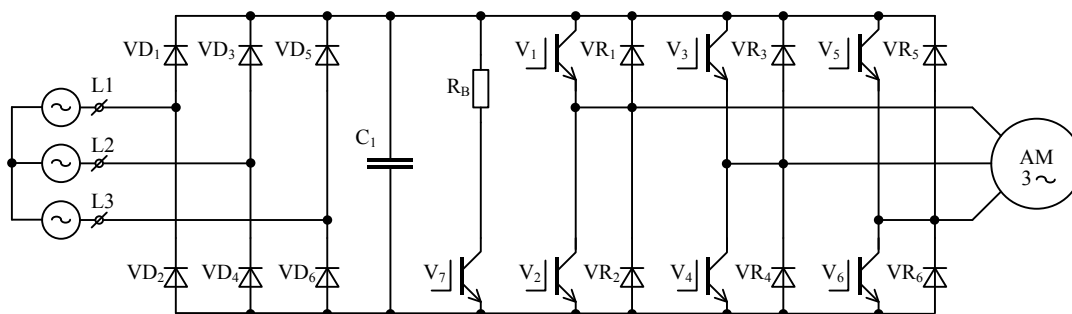 VD₁
VD₃
VD₅
V₁
VR₁
V₃
VR₃
V₅
VR₅
L1
R_B
L2
C₁
AM
3 ~
L3
VD₂
VD₄
VD₆
V₇
V₂
VR₂
V₄
VR₄
V₆
VR₆